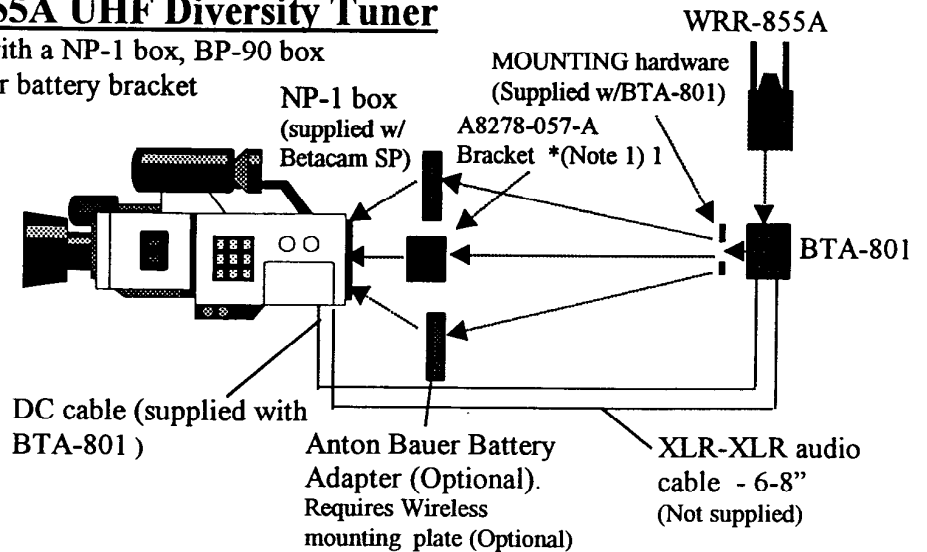 55A UHF Diversity Tuner
with a NP-1 box, BP-90 box
r battery bracket
WRR-855A
MOUNTING hardware
(Supplied w/BTA-801)
NP-1 box
(supplied w/
Betacam SP)
A8278-057-A
Bracket *(Note 1) 1
BTA-801
DC cable (supplied with
BTA-801)
Anton Bauer Battery
Adapter (Optional).
Requires Wireless
mounting plate (Optional)
XLR-XLR audio
cable - 6-8”
(Not supplied)